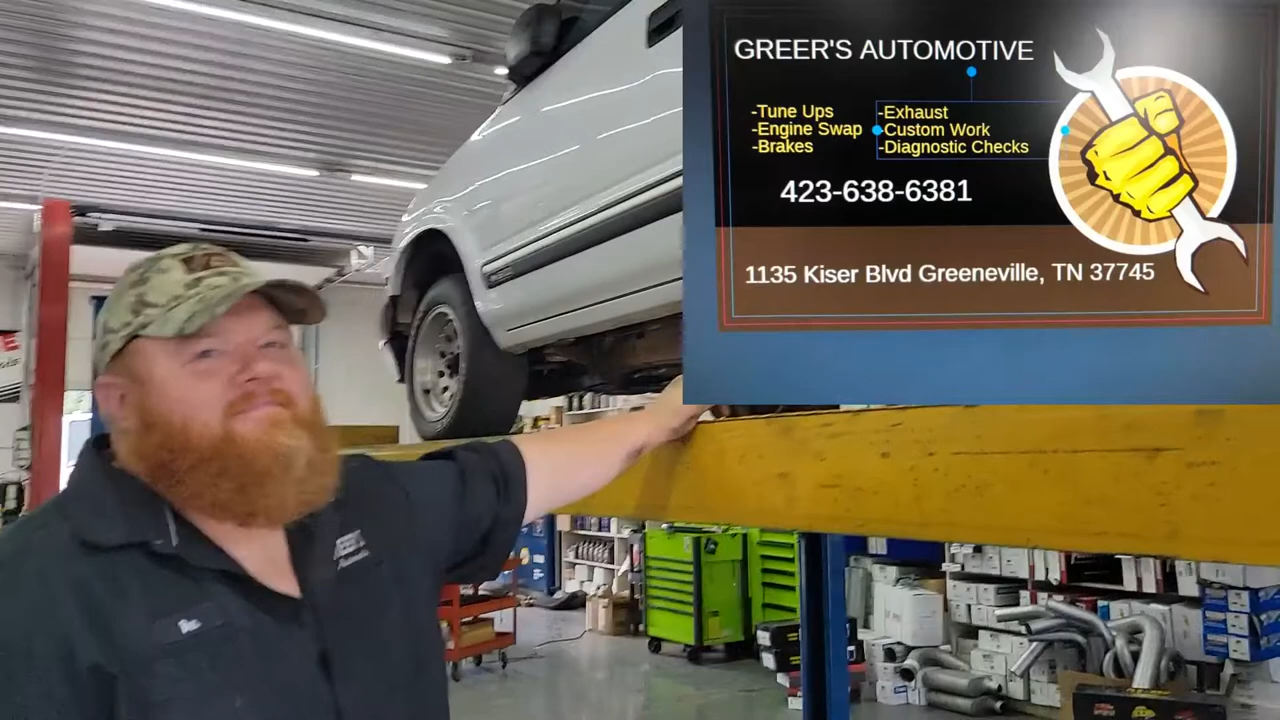 GREER'S AUTOMOTIVE
-Tune Ups
-Engine Swap
-Brakes
-Exhaust
-Custom Work
-Diagnostic Checks
423-638-6381
1135 Kiser Blvd Greeneville, TN 37745